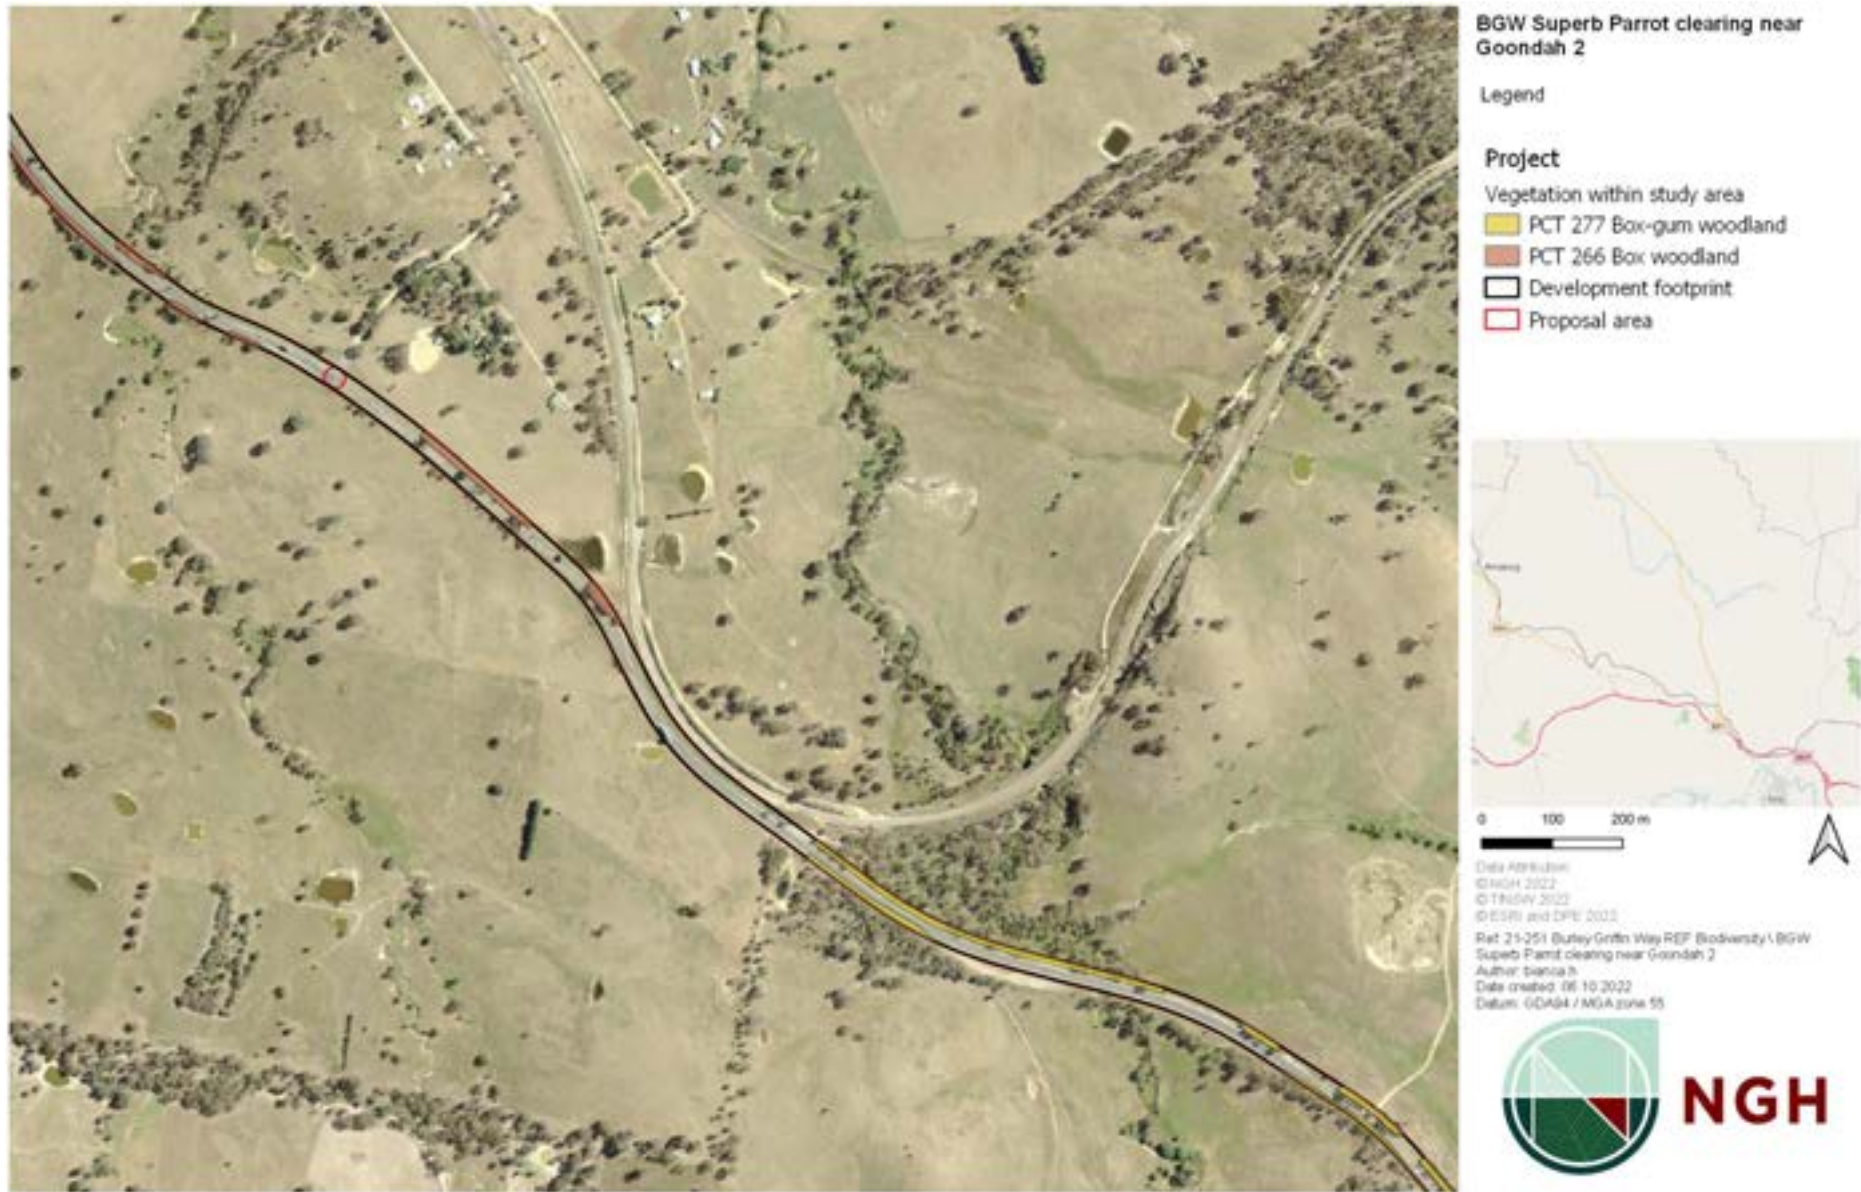 BGW Superb Parrot clearing near
Goondah 2
Legend
Project
Vegetation within study area
PCT 277 Box-gum woodland
PCT 266 Box woodland
Development footprint
Proposal area
0 100 200 m
Data Attribution
© NGH 2022
© TfNSW 2022
© ESRI and DPE 2022
Ref: 21-251 Burley Griffin Way REF Biodiversity \ BGW
Superb Parrot clearing near Goondah 2
Author: bianca.h
Date created: 06.10.2022
Datum: GDA94 / MGA zone 55
NGH